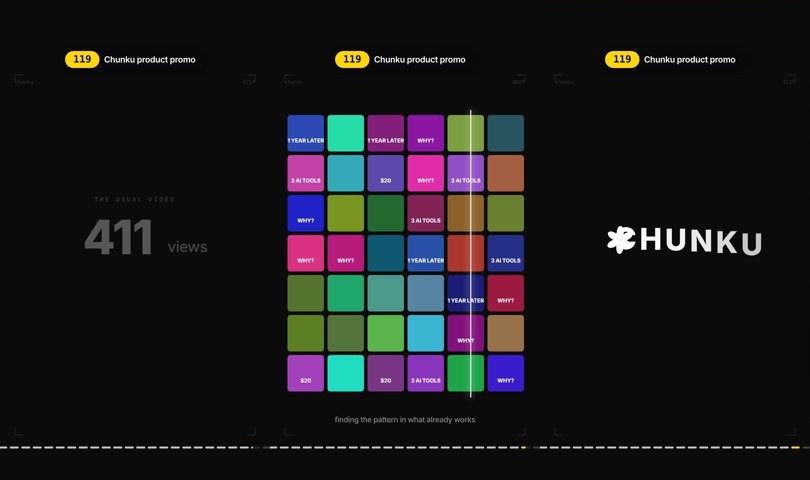 119 Chunku product promo
THE USUAL VIDEO
411 views
119 Chunku product promo
1 YEAR LATER
1 YEAR LATER
WHY?
3 AI TOOLS
$20
WHY?
3 AI TOOLS
WHY?
3 AI TOOLS
WHY?
WHY?
1 YEAR LATER
3 AI TOOLS
1 YEAR LATER
WHY?
WHY?
$20
$20
3 AI TOOLS
WHY?
finding the pattern in what already works
119 Chunku product promo
HUNKU